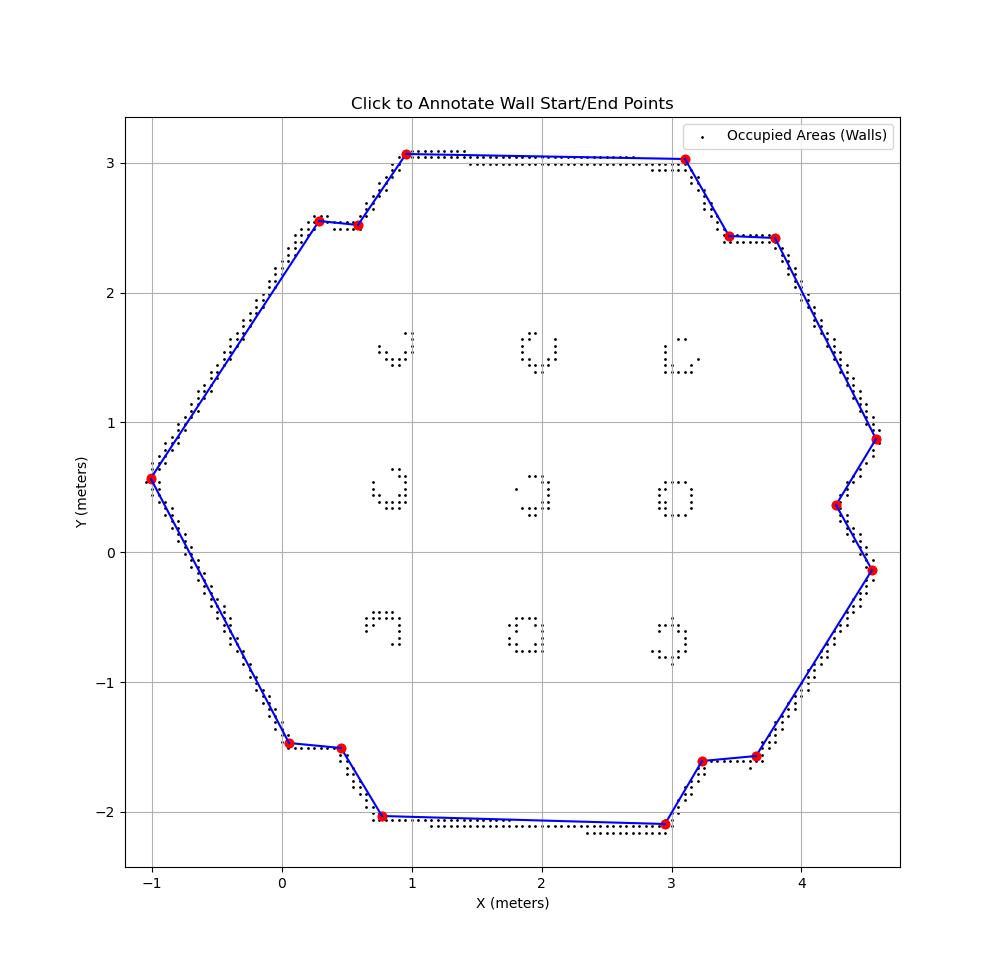 Click to Annotate Wall Start/End Points
Occupied Areas (Walls)
3
2
1
0
−1
−2
Y (meters)
−1 0 1 2 3 4
X (meters)